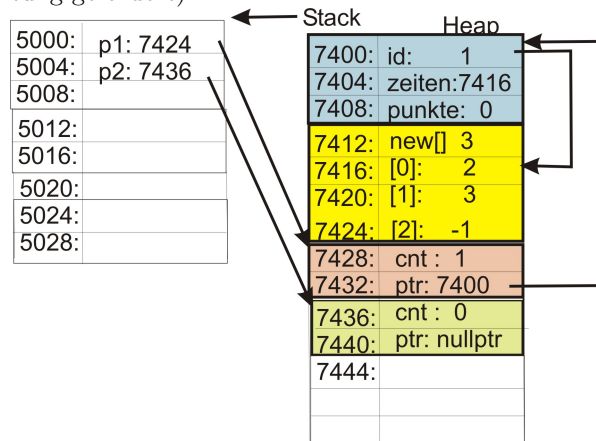 Stack
Heap
5000: p1: 7424
5004: p2: 7436
5008:
5012:
5016:
5020:
5024:
5028:
7400: id: 1
7404: zeiten:7416
7408: punkte: 0
7412: new[] 3
7416: [0]: 2
7420: [1]: 3
7424: [2]: -1
7428: cnt : 1
7432: ptr: 7400
7436: cnt : 0
7440: ptr: nullptr
7444: